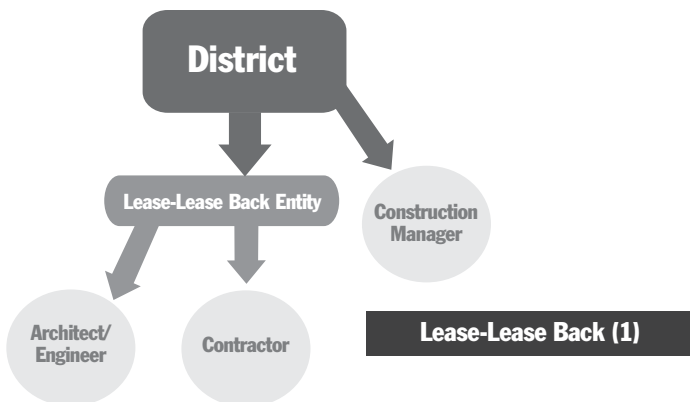 District
Lease-Lease Back Entity
Construction
Manager
Architect/
Engineer
Contractor
Lease-Lease Back (1)